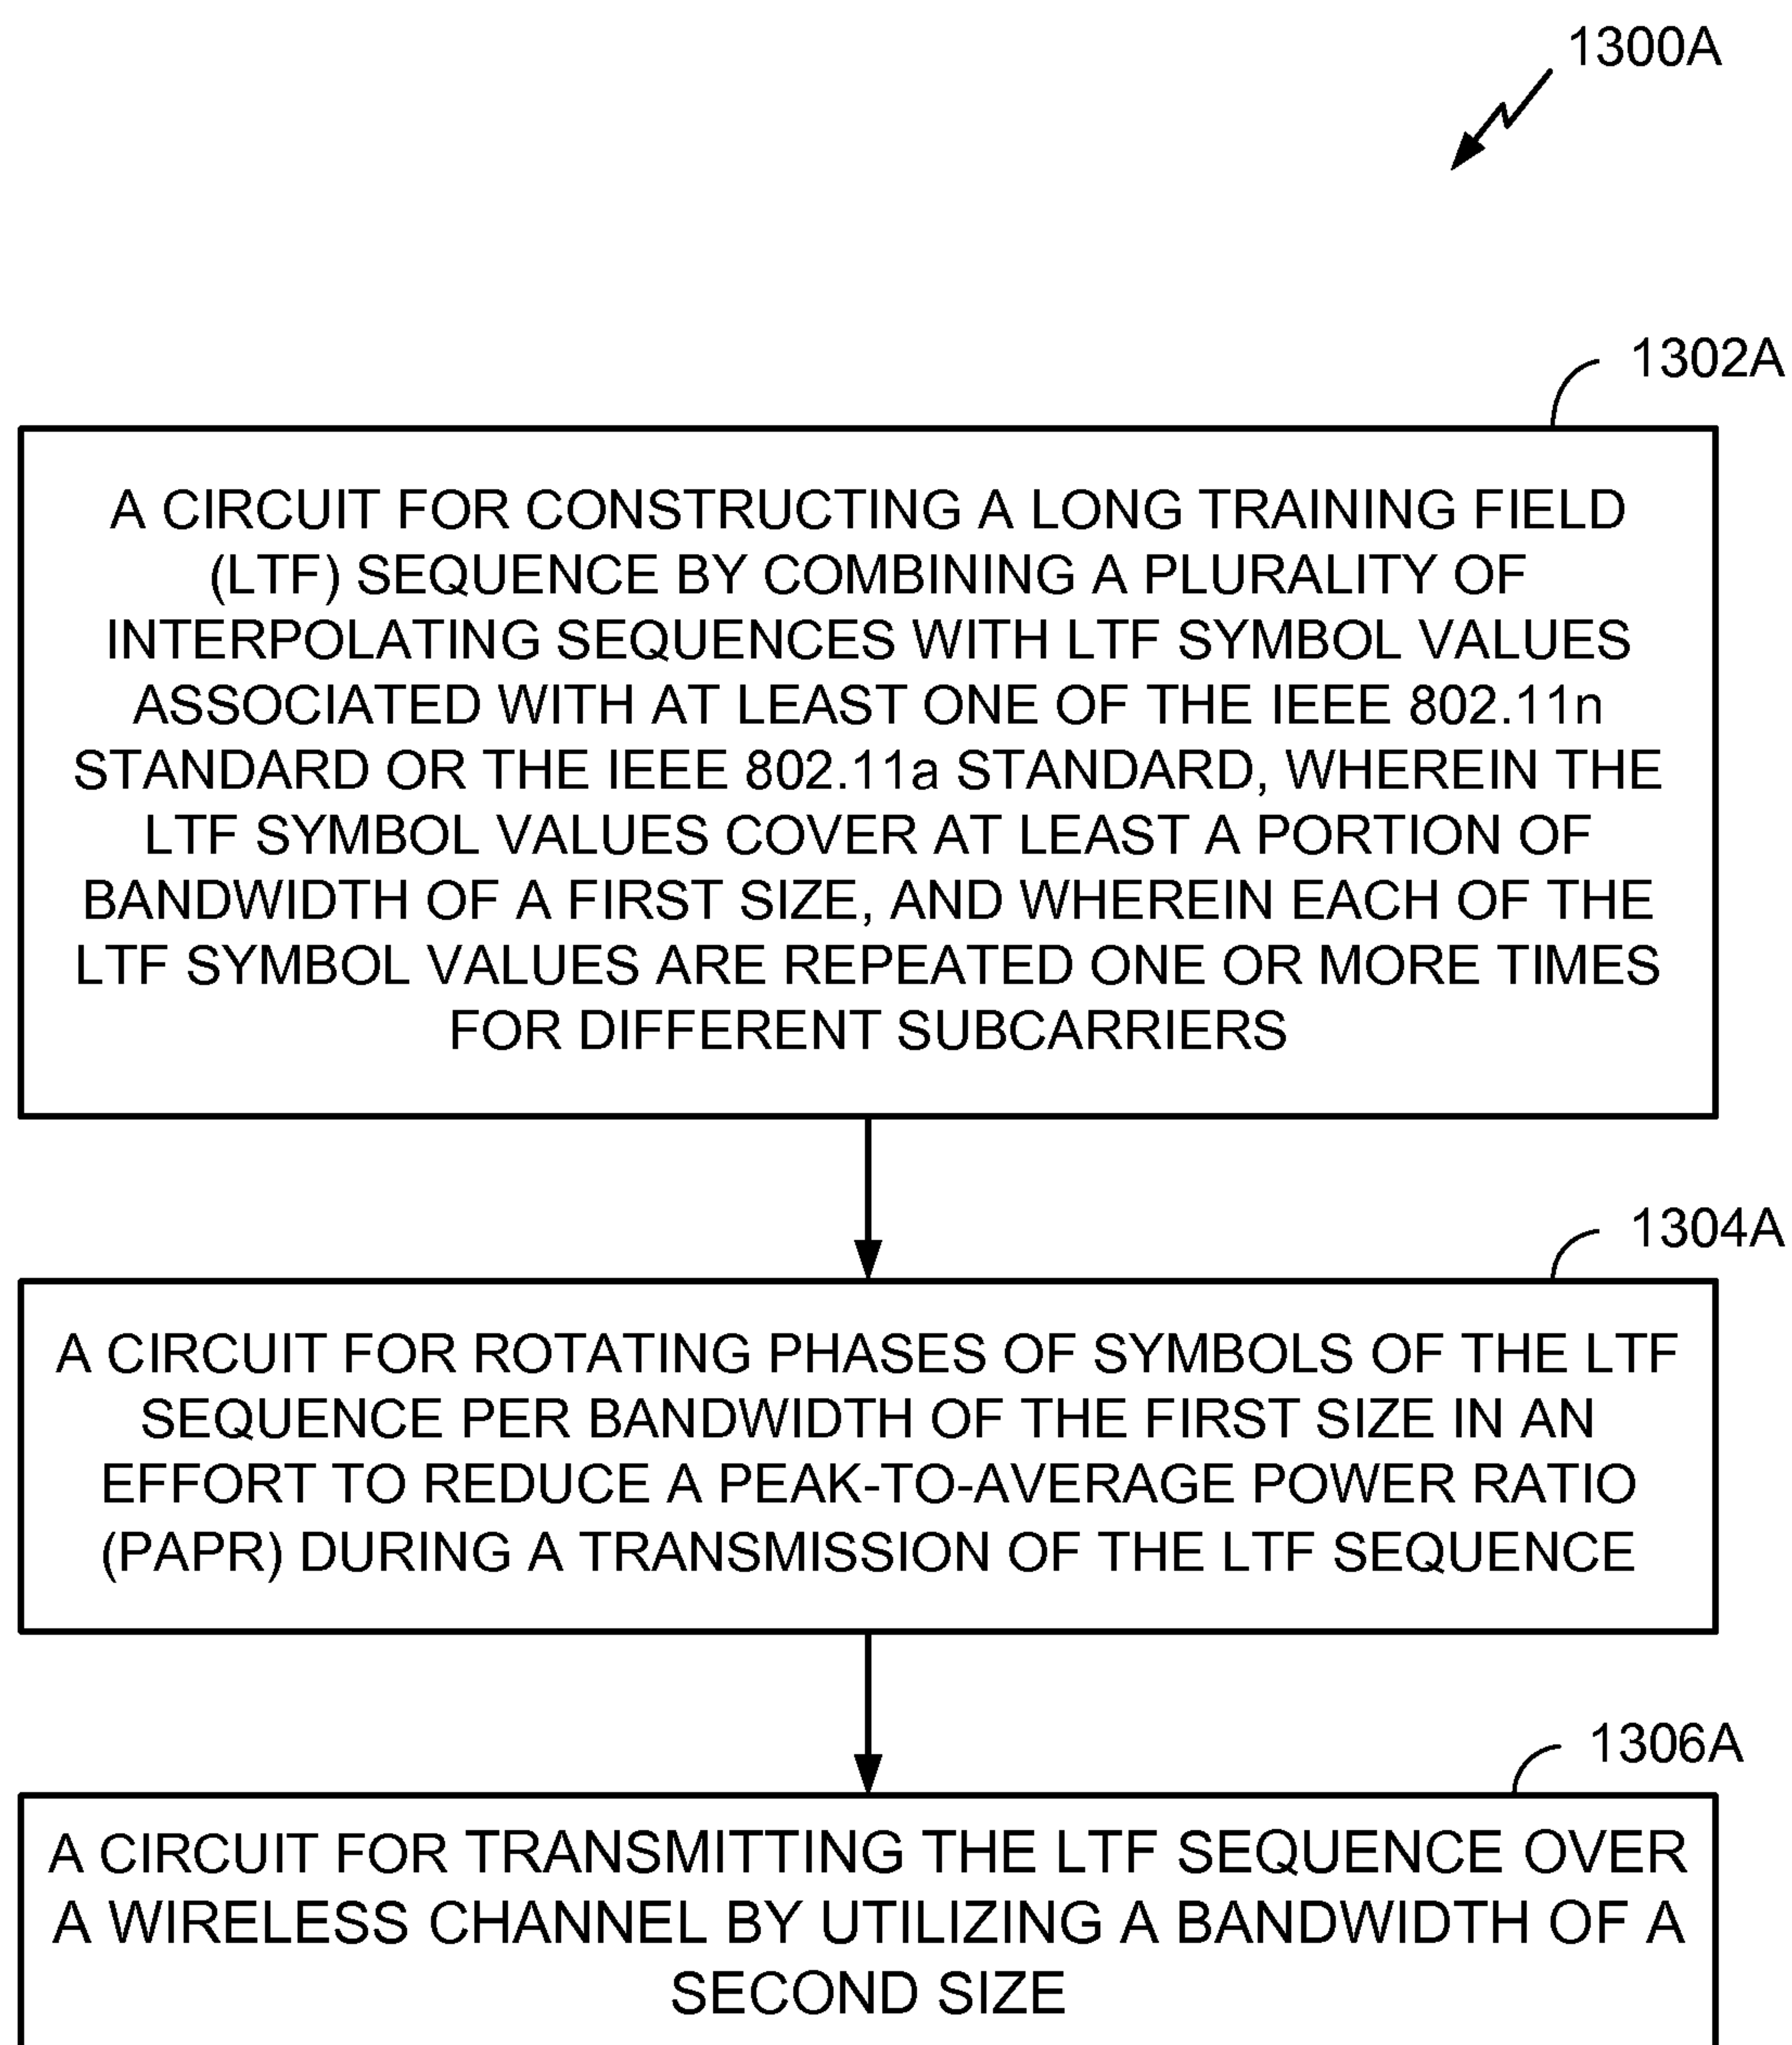 1300A
1302A
A CIRCUIT FOR CONSTRUCTING A LONG TRAINING FIELD
(LTF) SEQUENCE BY COMBINING A PLURALITY OF
INTERPOLATING SEQUENCES WITH LTF SYMBOL VALUES
ASSOCIATED WITH AT LEAST ONE OF THE IEEE 802.11n
STANDARD OR THE IEEE 802.11a STANDARD, WHEREIN THE
LTF SYMBOL VALUES COVER AT LEAST A PORTION OF
BANDWIDTH OF A FIRST SIZE, AND WHEREIN EACH OF THE
LTF SYMBOL VALUES ARE REPEATED ONE OR MORE TIMES
FOR DIFFERENT SUBCARRIERS
1304A
A CIRCUIT FOR ROTATING PHASES OF SYMBOLS OF THE LTF
SEQUENCE PER BANDWIDTH OF THE FIRST SIZE IN AN
EFFORT TO REDUCE A PEAK-TO-AVERAGE POWER RATIO
(PAPR) DURING A TRANSMISSION OF THE LTF SEQUENCE
1306A
A CIRCUIT FOR TRANSMITTING THE LTF SEQUENCE OVER
A WIRELESS CHANNEL BY UTILIZING A BANDWIDTH OF A
SECOND SIZE